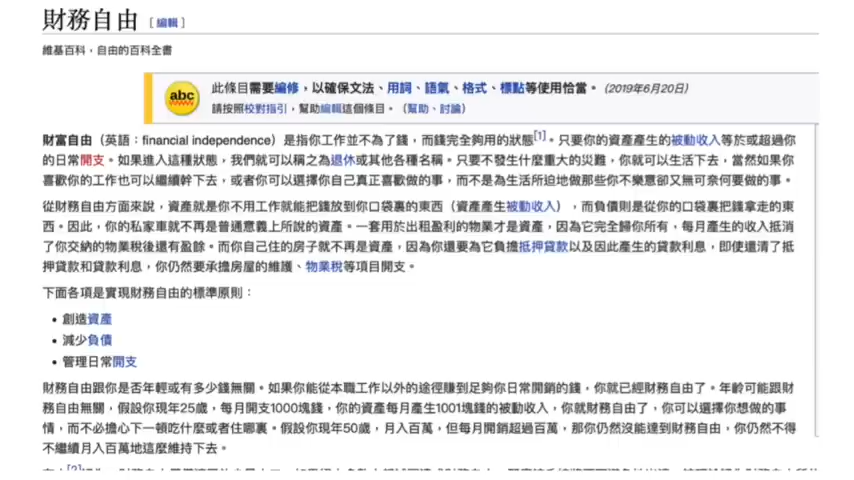 財務自由 [編輯]
維基百科，自由的百科全書
abc
此條目需要編修，以確保文法、用詞、語氣、格式、標點等使用恰當。 (2019年6月20日)
請按照校對指引，幫助編輯這個條目。（幫助、討論）
財富自由（英語：financial independence）是指你工作並不為了錢，而錢完全夠用的狀態[1]。只要你的資產產生的被動收入等於或超過你
的日常開支。如果進入這種狀態，我們就可以稱之為退休或其他各種名稱。只要不發生什麼重大的災難，你就可以生活下去，當然如果你
喜歡你的工作也可以繼續幹下去，或者你可以選擇你自己真正喜歡做的事，而不是為生活所迫地做那些你不樂意卻又無可奈何要做的事。
從財務自由方面來說，資產就是你不用工作就能把錢放到你口袋裏的東西（資產產生被動收入），而負債則是從你的口袋裏把錢拿走的東
西。因此，你的私家車就不再是普通意義上所說的資產。一套用於出租盈利的物業才是資產，因為它完全歸你所有，每月產生的收入抵消
了你交納的物業稅後還有盈餘。而你自己住的房子就不再是資產，因為你還要為它負擔抵押貸款以及因此產生的貸款利息，即使還清了抵
押貸款和貸款利息，你仍然要承擔房屋的維護、物業稅等項目開支。
下面各項是實現財務自由的標準原則：
• 創造資產
• 減少負債
• 管理日常開支
財務自由跟你是否年輕或有多少錢無關。如果你能從本職工作以外的途徑賺到足夠你日常開銷的錢，你就已經財務自由了。年齡可能跟財
務自由無關，假設你現年25歲，每月開支1000塊錢，你的資產每月產生1001塊錢的被動收入，你就財務自由了，你可以選擇你想做的事
情，而不必擔心下一頓吃什麼或者住哪裏。假設你現年50歲，月入百萬，但每月開銷超過百萬，那你仍然沒能達到財務自由，你仍然不得
不繼續月入百萬地這麼維持下去。